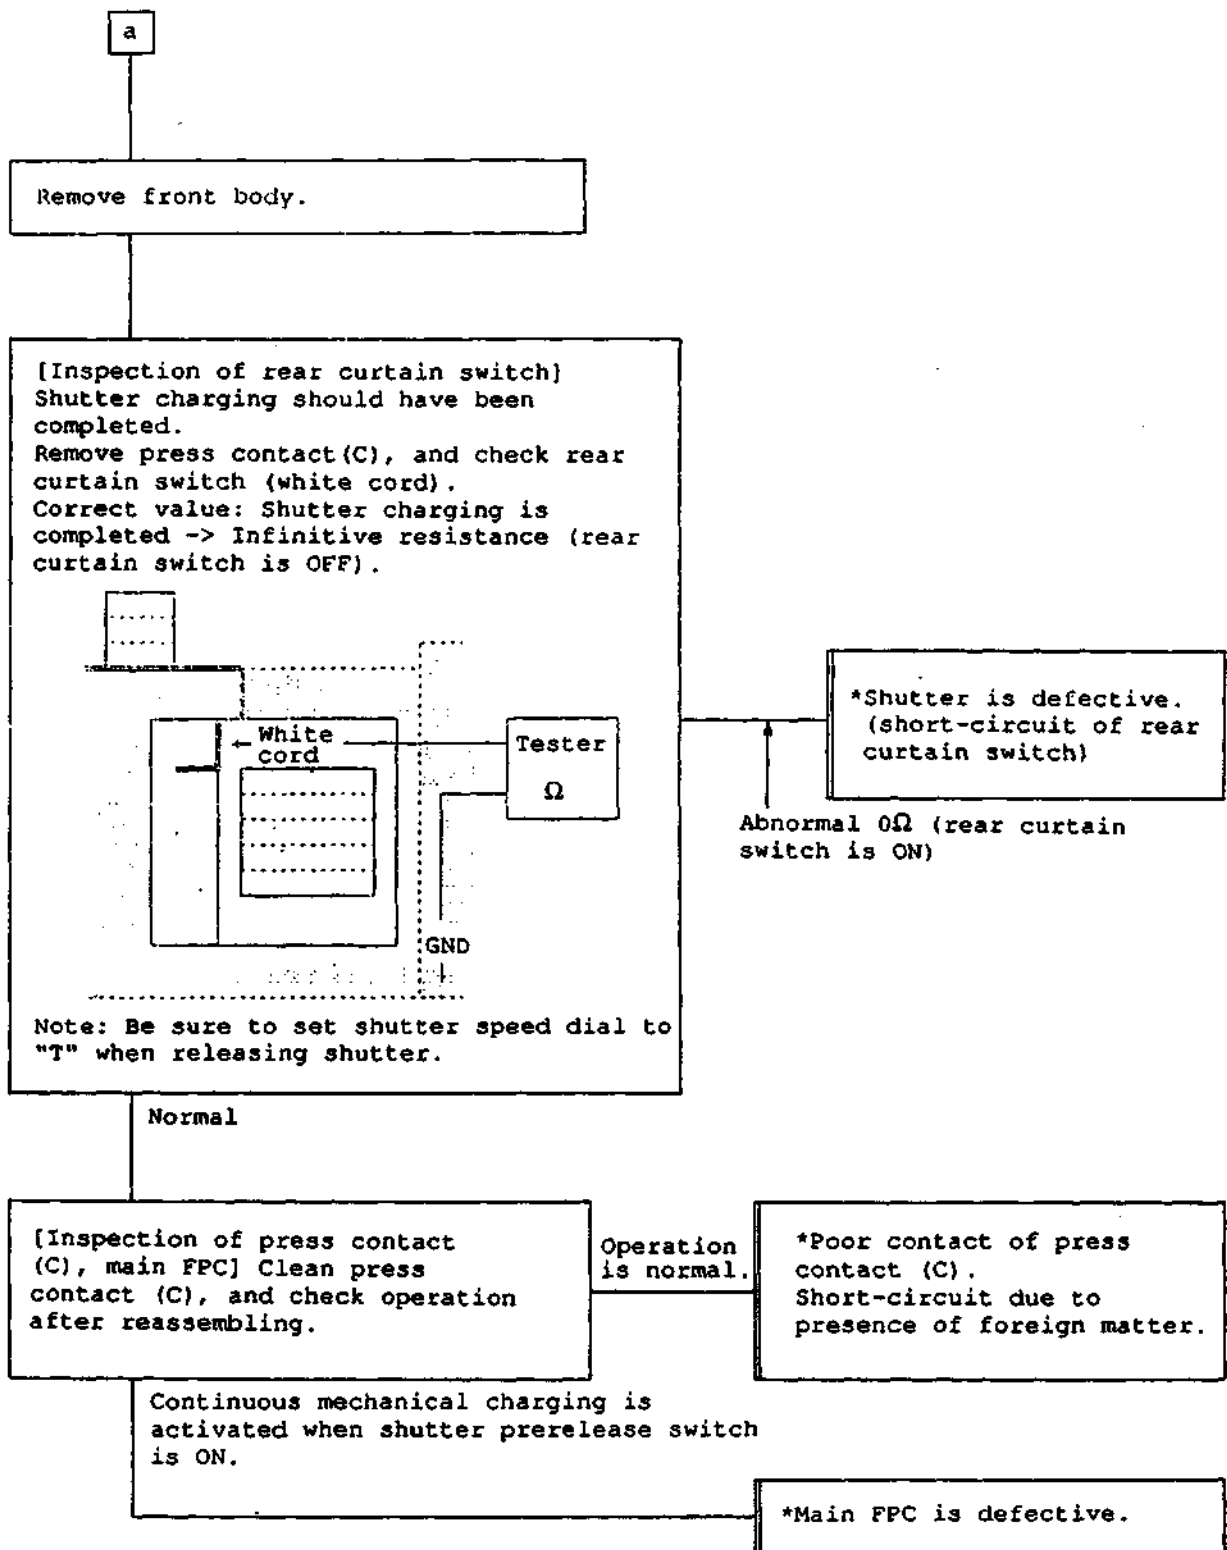 a
Remove front body.
[Inspection of rear curtain switch]
Shutter charging should have been
completed.
Remove press contact(C), and check rear
curtain switch (white cord).
Correct value: Shutter charging is
completed -> Infinitive resistance (rear
curtain switch is OFF).
White
cord
Tester
Ω
GND
Note: Be sure to set shutter speed dial to
"T" when releasing shutter.
*Shutter is defective.
(short-circuit of rear
curtain switch)
Abnormal 0Ω (rear curtain
switch is ON)
Normal
[Inspection of press contact
(C), main FPC] Clean press
contact (C), and check operation
after reassembling.
Operation
is normal.
*Poor contact of press
contact (C).
Short-circuit due to
presence of foreign matter.
Continuous mechanical charging is
activated when shutter prerelease switch
is ON.
*Main FPC is defective.